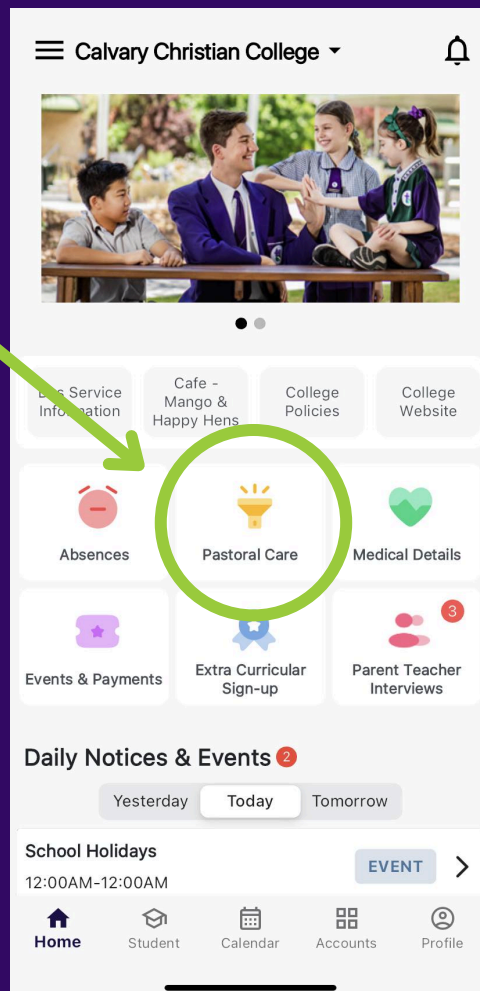 Calvary Christian College
Bus Service
Information
Cafe -
Mango &
Happy Hens
College
Policies
College
Website
Absences
Pastoral Care
Medical Details
Events & Payments
Extra Curricular
Sign-up
3
Parent Teacher
Interviews
Daily Notices & Events 2
Yesterday Today Tomorrow
School Holidays
12:00AM-12:00AM
EVENT
Home Student Calendar Accounts Profile